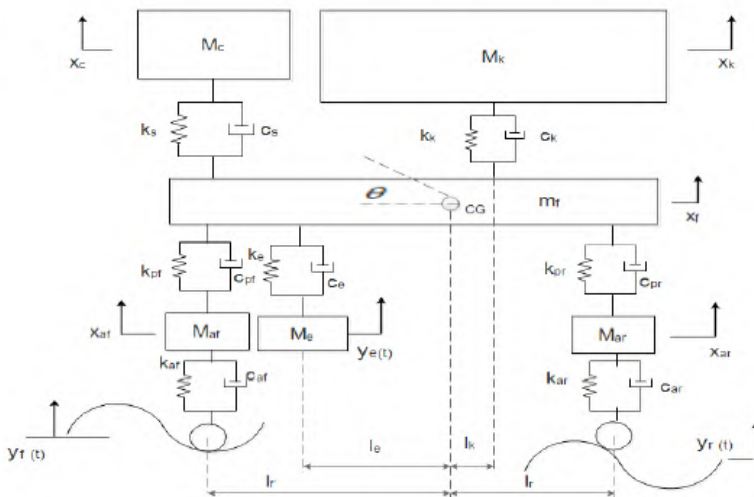 Mc
Mk
xc
xk
ks
cs
kk
ck
θ
CG
mf
xf
kpf
cpf
ke
ce
kpr
cpr
xaf
Maf
Me
ye(t)
Mar
xar
kaf
caf
kar
car
yf (t)
le
lk
yr (t)
lr
lr